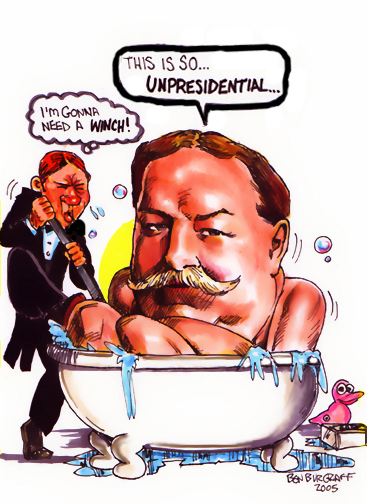 THIS IS SO...
UNPRESIDENTIAL...
I'M GONNA
NEED A WINCH!
BEN BURGRAFF
2005